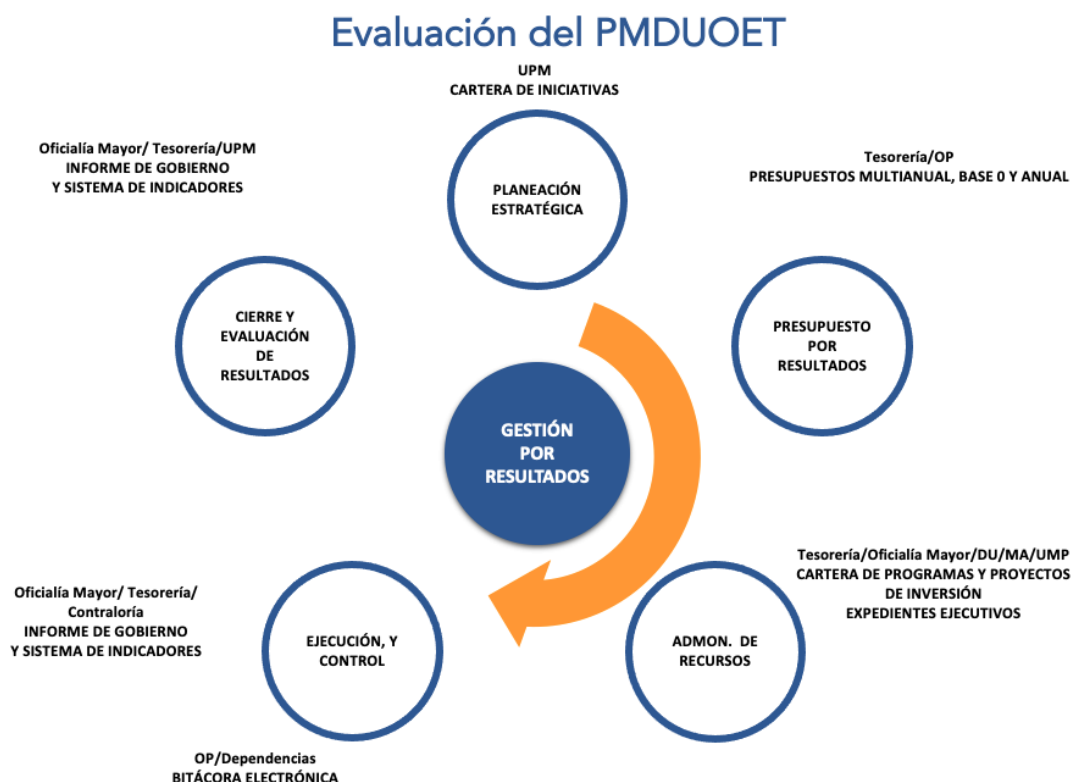 Evaluación del PMDUOET
UPM
CARTERA DE INICIATIVAS
Oficialía Mayor/ Tesorería/UPM
INFORME DE GOBIERNO
Y SISTEMA DE INDICADORES
Tesorería/OP
PRESUPUESTOS MULTIANUAL, BASE 0 Y ANUAL
PLANEACIÓN
ESTRATÉGICA
CIERRE Y
EVALUACIÓN
DE
RESULTADOS
PRESUPUESTO
POR
RESULTADOS
GESTIÓN
POR
RESULTADOS
Tesorería/Oficialía Mayor/DU/MA/UMP
CARTERA DE PROGRAMAS Y PROYECTOS
DE INVERSIÓN
EXPEDIENTES EJECUTIVOS
Oficialía Mayor/ Tesorería/
Contraloría
INFORME DE GOBIERNO
Y SISTEMA DE INDICADORES
EJECUCIÓN, Y
CONTROL
ADMON. DE
RECURSOS
OP/Dependencias
BITÁCORA ELECTRÓNICA